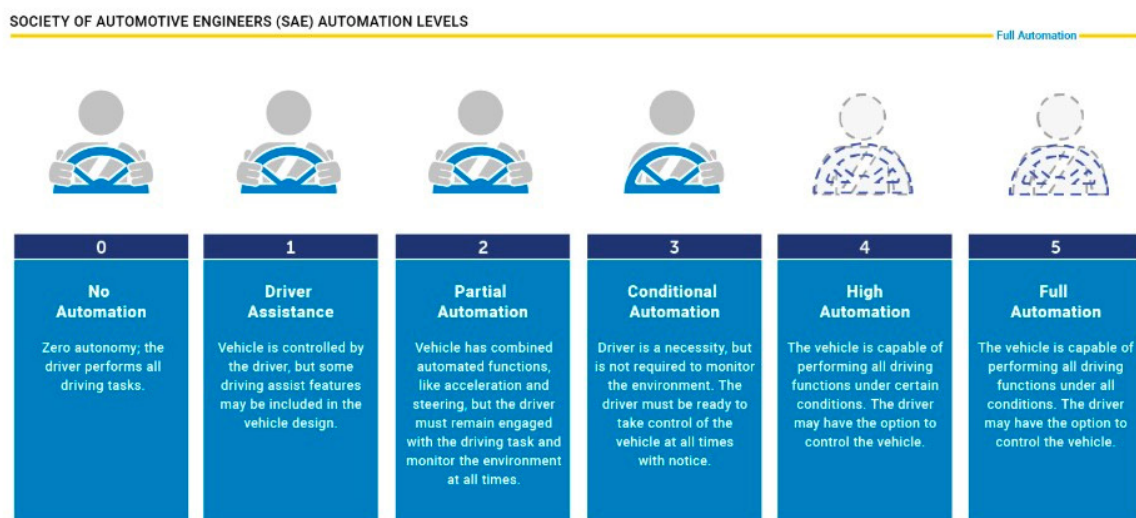 SOCIETY OF AUTOMOTIVE ENGINEERS (SAE) AUTOMATION LEVELS
Full Automation
0
No
Automation
Zero autonomy; the
driver performs all
driving tasks.
1
Driver
Assistance
Vehicle is controlled by
the driver, but some
driving assist features
may be included in the
vehicle design.
2
Partial
Automation
Vehicle has combined
automated functions,
like acceleration and
steering, but the driver
must remain engaged
with the driving task and
monitor the environment
at all times.
3
Conditional
Automation
Driver is a necessity, but
is not required to monitor
the environment. The
driver must be ready to
take control of the
vehicle at all times
with notice.
4
High
Automation
The vehicle is capable of
performing all driving
functions under certain
conditions. The driver
may have the option to
control the vehicle.
5
Full
Automation
The vehicle is capable of
performing all driving
functions under all
conditions. The driver
may have the option to
control the vehicle.